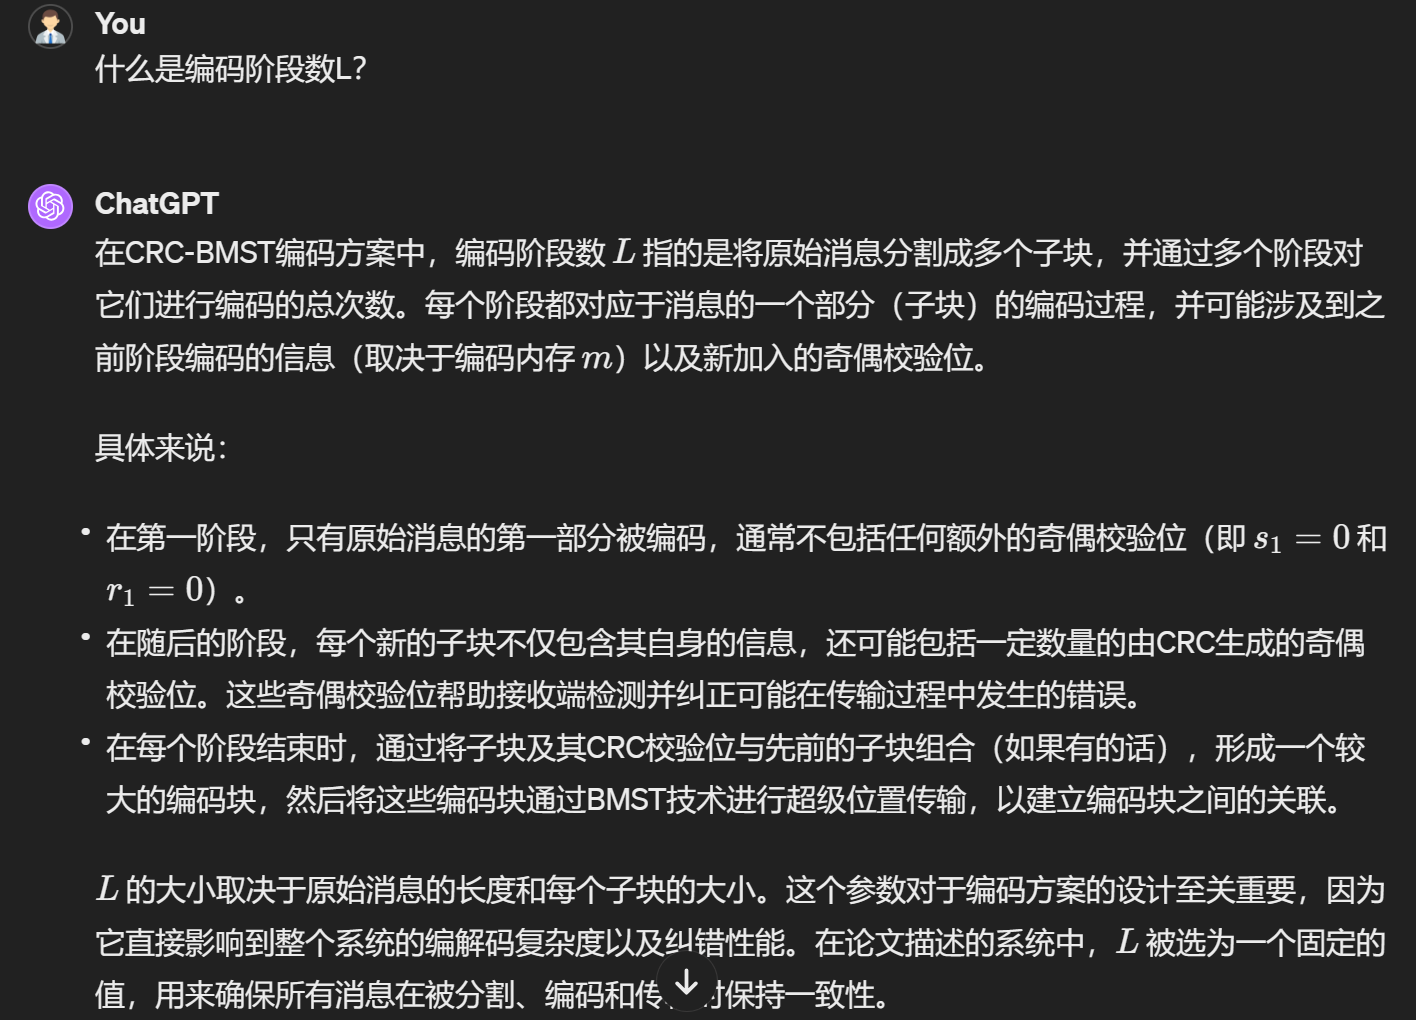 You
什么是编码阶段数L？
ChatGPT
在CRC-BMST编码方案中，编码阶段数 L 指的是将原始消息分割成多个子块，并通过多个阶段对
它们进行编码的总次数。每个阶段都对应于消息的一个部分（子块）的编码过程，并可能涉及到之
前阶段编码的信息（取决于编码内存 m）以及新加入的奇偶校验位。
具体来说：
• 在第一阶段，只有原始消息的第一部分被编码，通常不包括任何额外的奇偶校验位（即 s₁ = 0 和
r₁ = 0）。
• 在随后的阶段，每个新的子块不仅包含其自身的信息，还可能包括一定数量的由CRC生成的奇偶
校验位。这些奇偶校验位帮助接收端检测并纠正可能在传输过程中发生的错误。
• 在每个阶段结束时，通过将子块及其CRC校验位与先前的子块组合（如果有的话），形成一个较
大的编码块，然后将这些编码块通过BMST技术进行超级位置传输，以建立编码块之间的关联。
L 的大小取决于原始消息的长度和每个子块的大小。这个参数对于编码方案的设计至关重要，因为
它直接影响到整个系统的编解码复杂度以及纠错性能。在论文描述的系统中，L 被选为一个固定的
值，用来确保所有消息在被分割、编码和传 保持一致性。